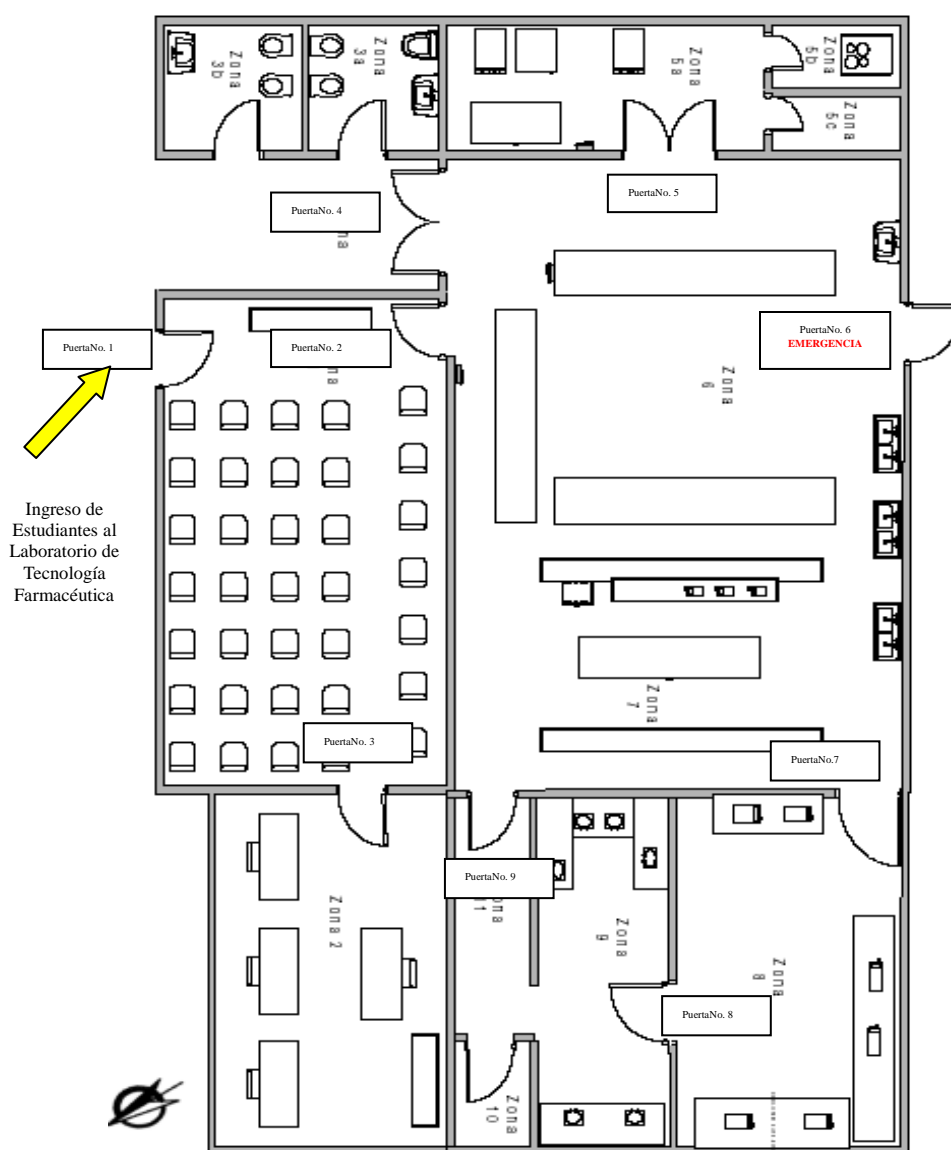 Zona
3b
Zona
3a
Zona
5a
Zona
5b
Zona
5c
PuertaNo. 4
PuertaNo. 5
PuertaNo. 1
PuertaNo. 2
PuertaNo. 6
EMERGENCIA
Zona
6
Ingreso de
Estudiantes al
Laboratorio de
Tecnología
Farmacéutica
Zona
7
PuertaNo. 3
PuertaNo.7
PuertaNo. 9
Zona 2
Zona
9
Zona
8
PuertaNo. 8
Zona
10